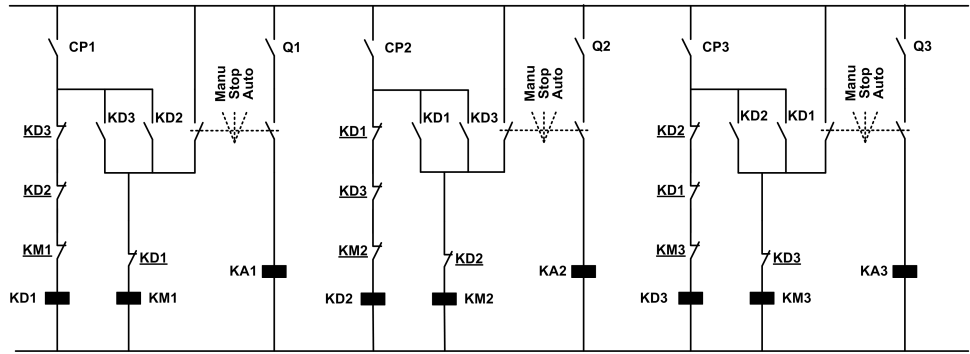 CP1
Q1
CP2
Q2
CP3
Q3
Manu
Stop
Auto
Manu
Stop
Auto
Manu
Stop
Auto
KD3
KD3
KD2
KD1
KD1
KD3
KD2
KD2
KD1
KD2
KD3
KD1
KM1
KD1
KM2
KD2
KM3
KD3
KA1
KA2
KA3
KD1
KM1
KD2
KM2
KD3
KM3